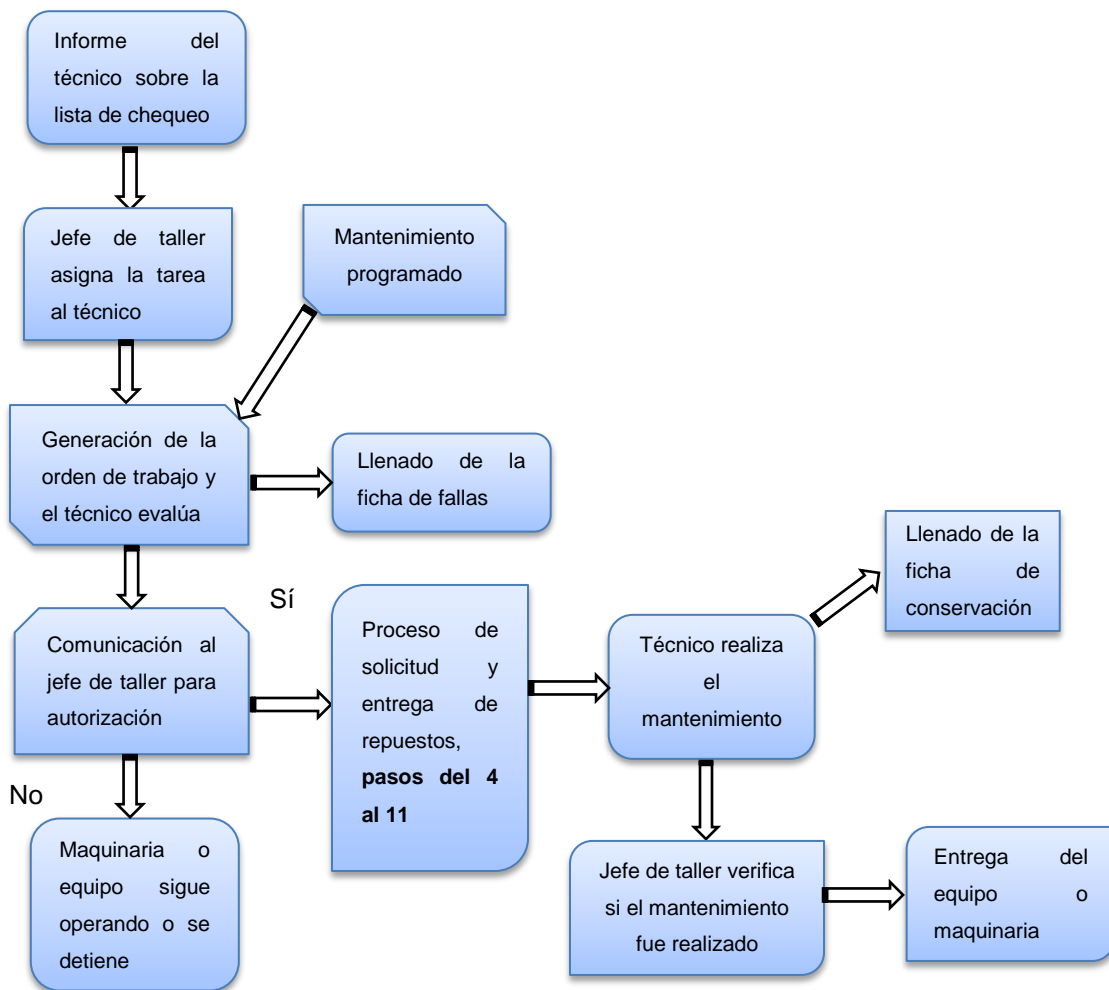 Informe del
técnico sobre la
lista de chequeo
Jefe de taller
asigna la tarea
al técnico
Mantenimiento
programado
Generación de la
orden de trabajo y
el técnico evalúa
Llenado de la
ficha de fallas
Comunicación al
jefe de taller para
autorización
Sí
Proceso de
solicitud y
entrega de
repuestos,
pasos del 4
al 11
Técnico realiza
el
mantenimiento
Llenado de la
ficha de
conservación
No
Maquinaria o
equipo sigue
operando o se
detiene
Jefe de taller verifica
si el mantenimiento
fue realizado
Entrega del
equipo o
maquinaria